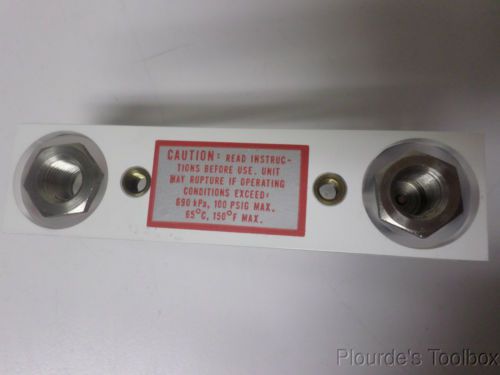 CAUTION: READ INSTRUC-
TIONS BEFORE USE. UNIT
MAY RUPTURE IF OPERATING
CONDITIONS EXCEED:
690 kPa, 100 PSIG MAX.
65°C, 150°F MAX.
Plourde's Toolbox